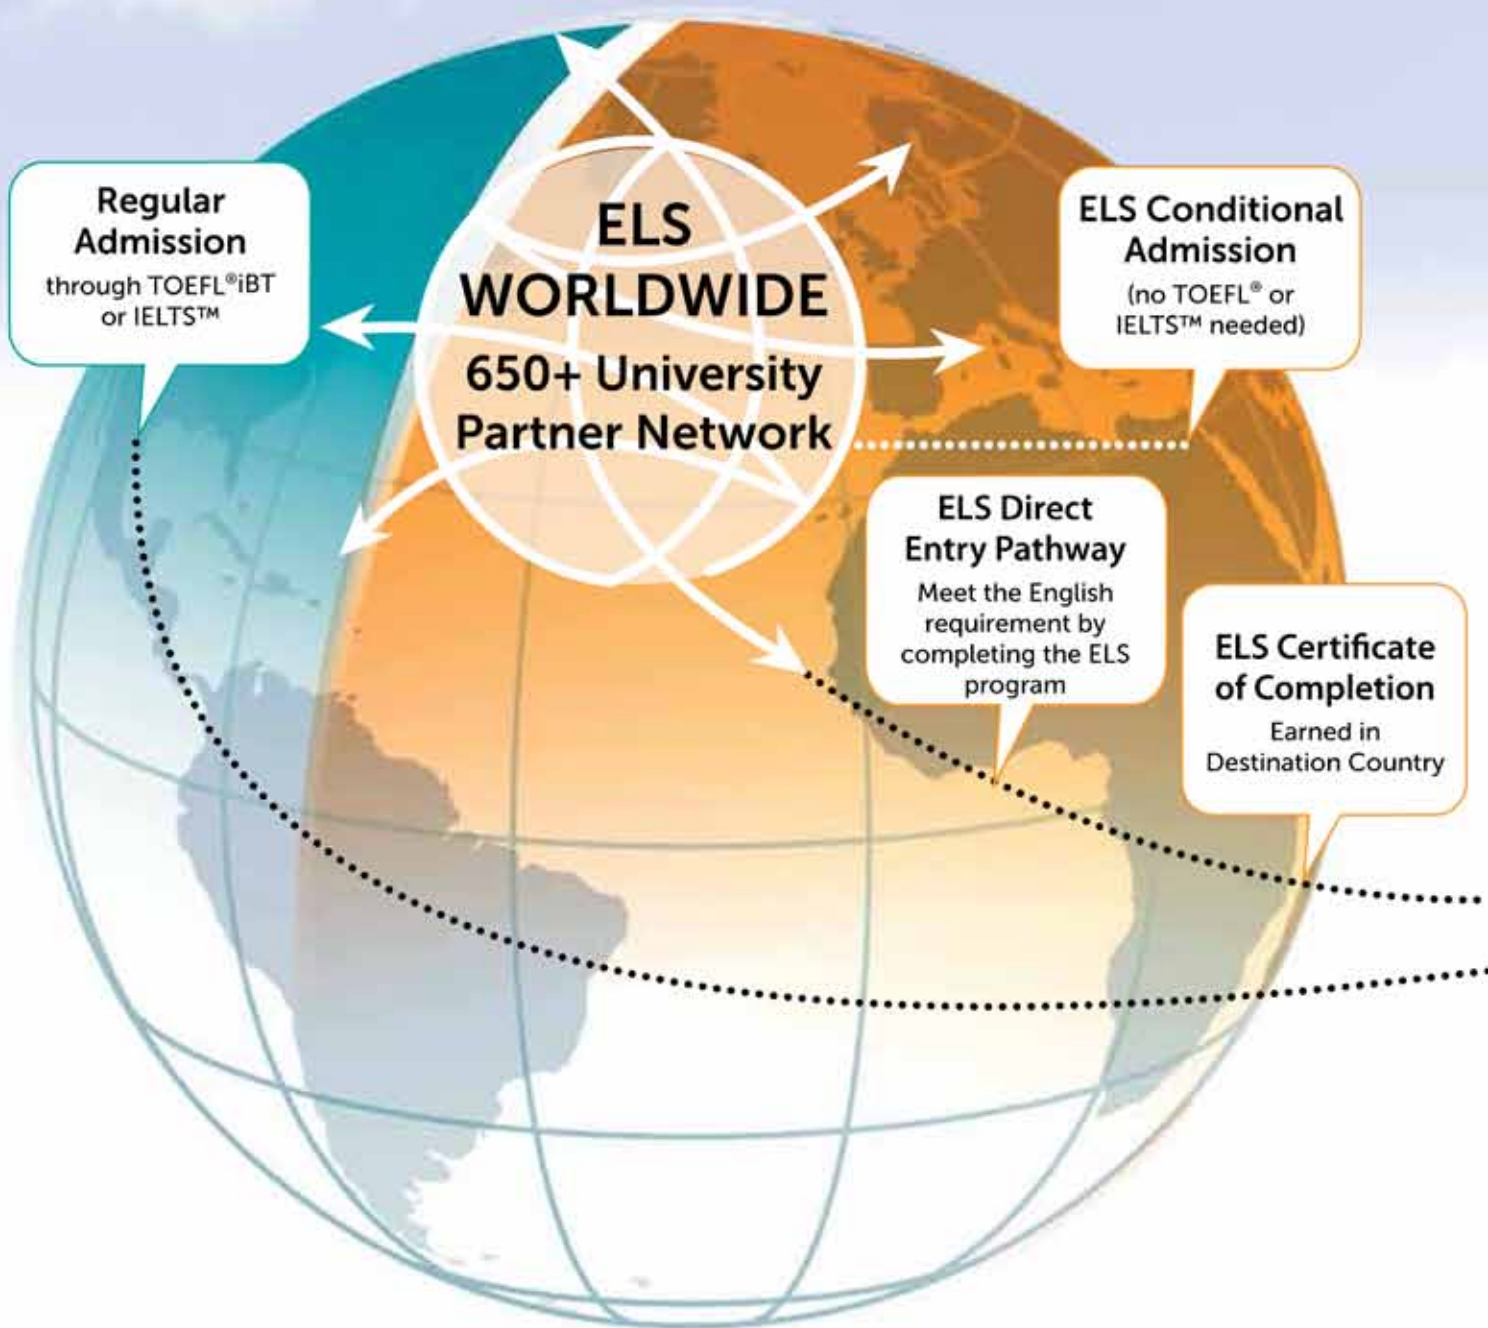 Regular
Admission
through TOEFL®iBT
or IELTS™
ELS
WORLDWIDE
650+ University
Partner Network
ELS Conditional
Admission
(no TOEFL® or
IELTS™ needed)
ELS Direct
Entry Pathway
Meet the English
requirement by
completing the ELS
program
ELS Certificate
of Completion
Earned in
Destination Country